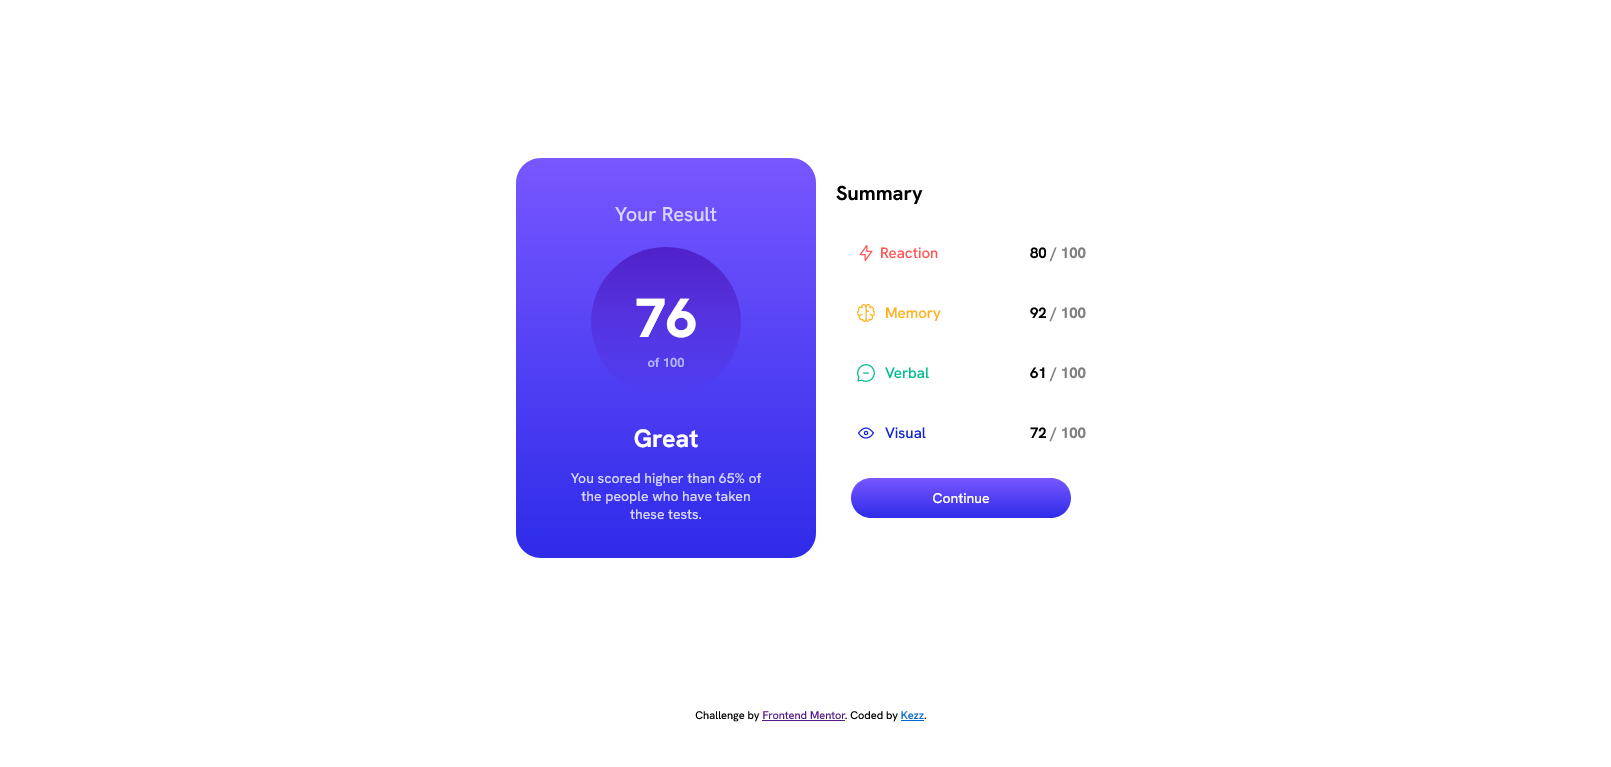 Your Result
76
of 100
Great
You scored higher than 65% of
the people who have taken
these tests.
Summary
Reaction 80 / 100
Memory 92 / 100
Verbal 61 / 100
Visual 72 / 100
Continue
Challenge by Frontend Mentor. Coded by Kezz.